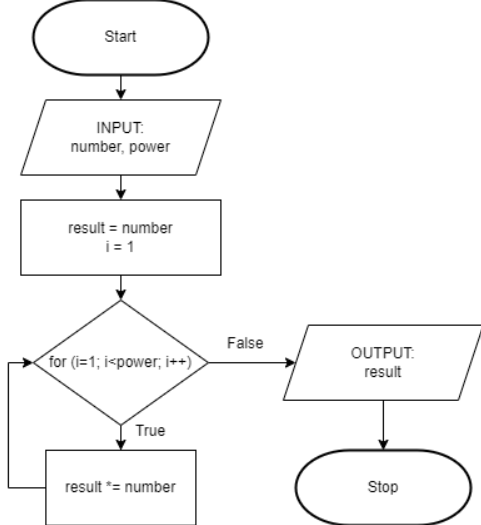 Start
INPUT:
number, power
result = number
i = 1
for (i=1; i<power; i++)
False
OUTPUT:
result
True
result *= number
Stop